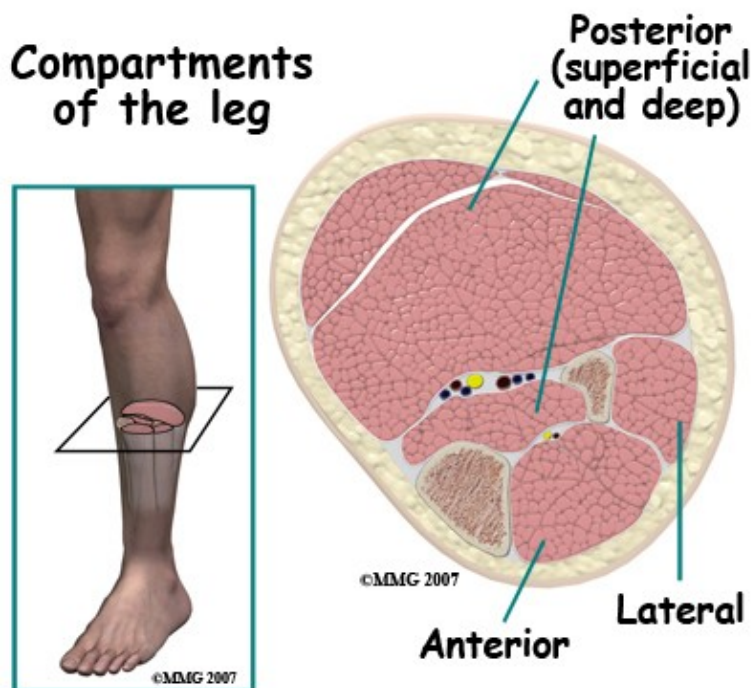 Compartments
of the leg
Posterior
(superficial
and deep)
©MMG 2007
Lateral
Anterior
©MMG 2007